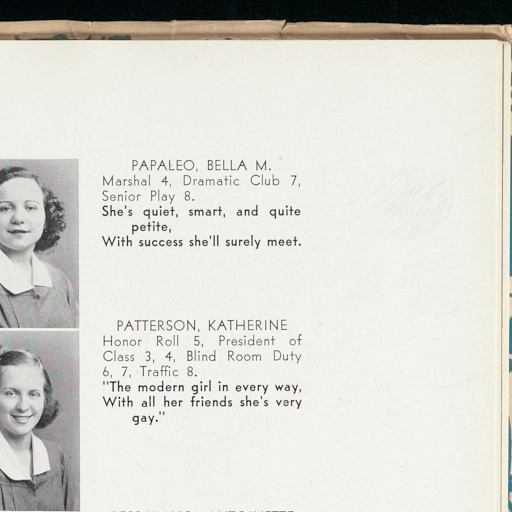 PAPALEO, BELLA M.
Marshal 4, Dramatic Club 7,
Senior Play 8.
She's quiet, smart, and quite
petite,
With success she'll surely meet.
PATTERSON, KATHERINE
Honor Roll 5, President of
Class 3, 4, Blind Room Duty
6, 7, Traffic 8.
"The modern girl in every way,
With all her friends she's very
gay."